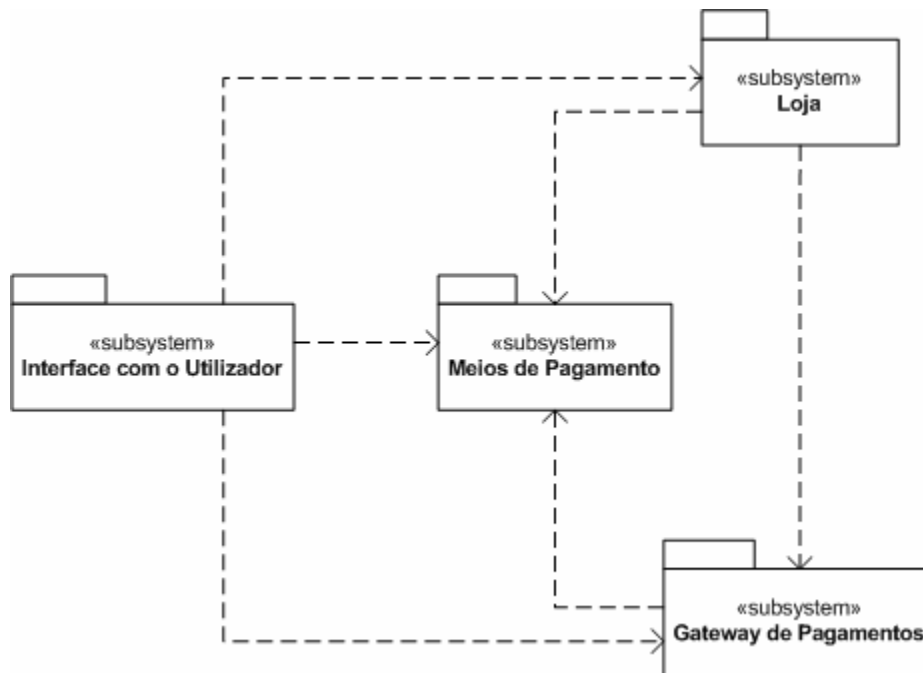 «subsystem»
Loja
«subsystem»
Interface com o Utilizador
«subsystem»
Meios de Pagamento
«subsystem»
Gateway de Pagamentos